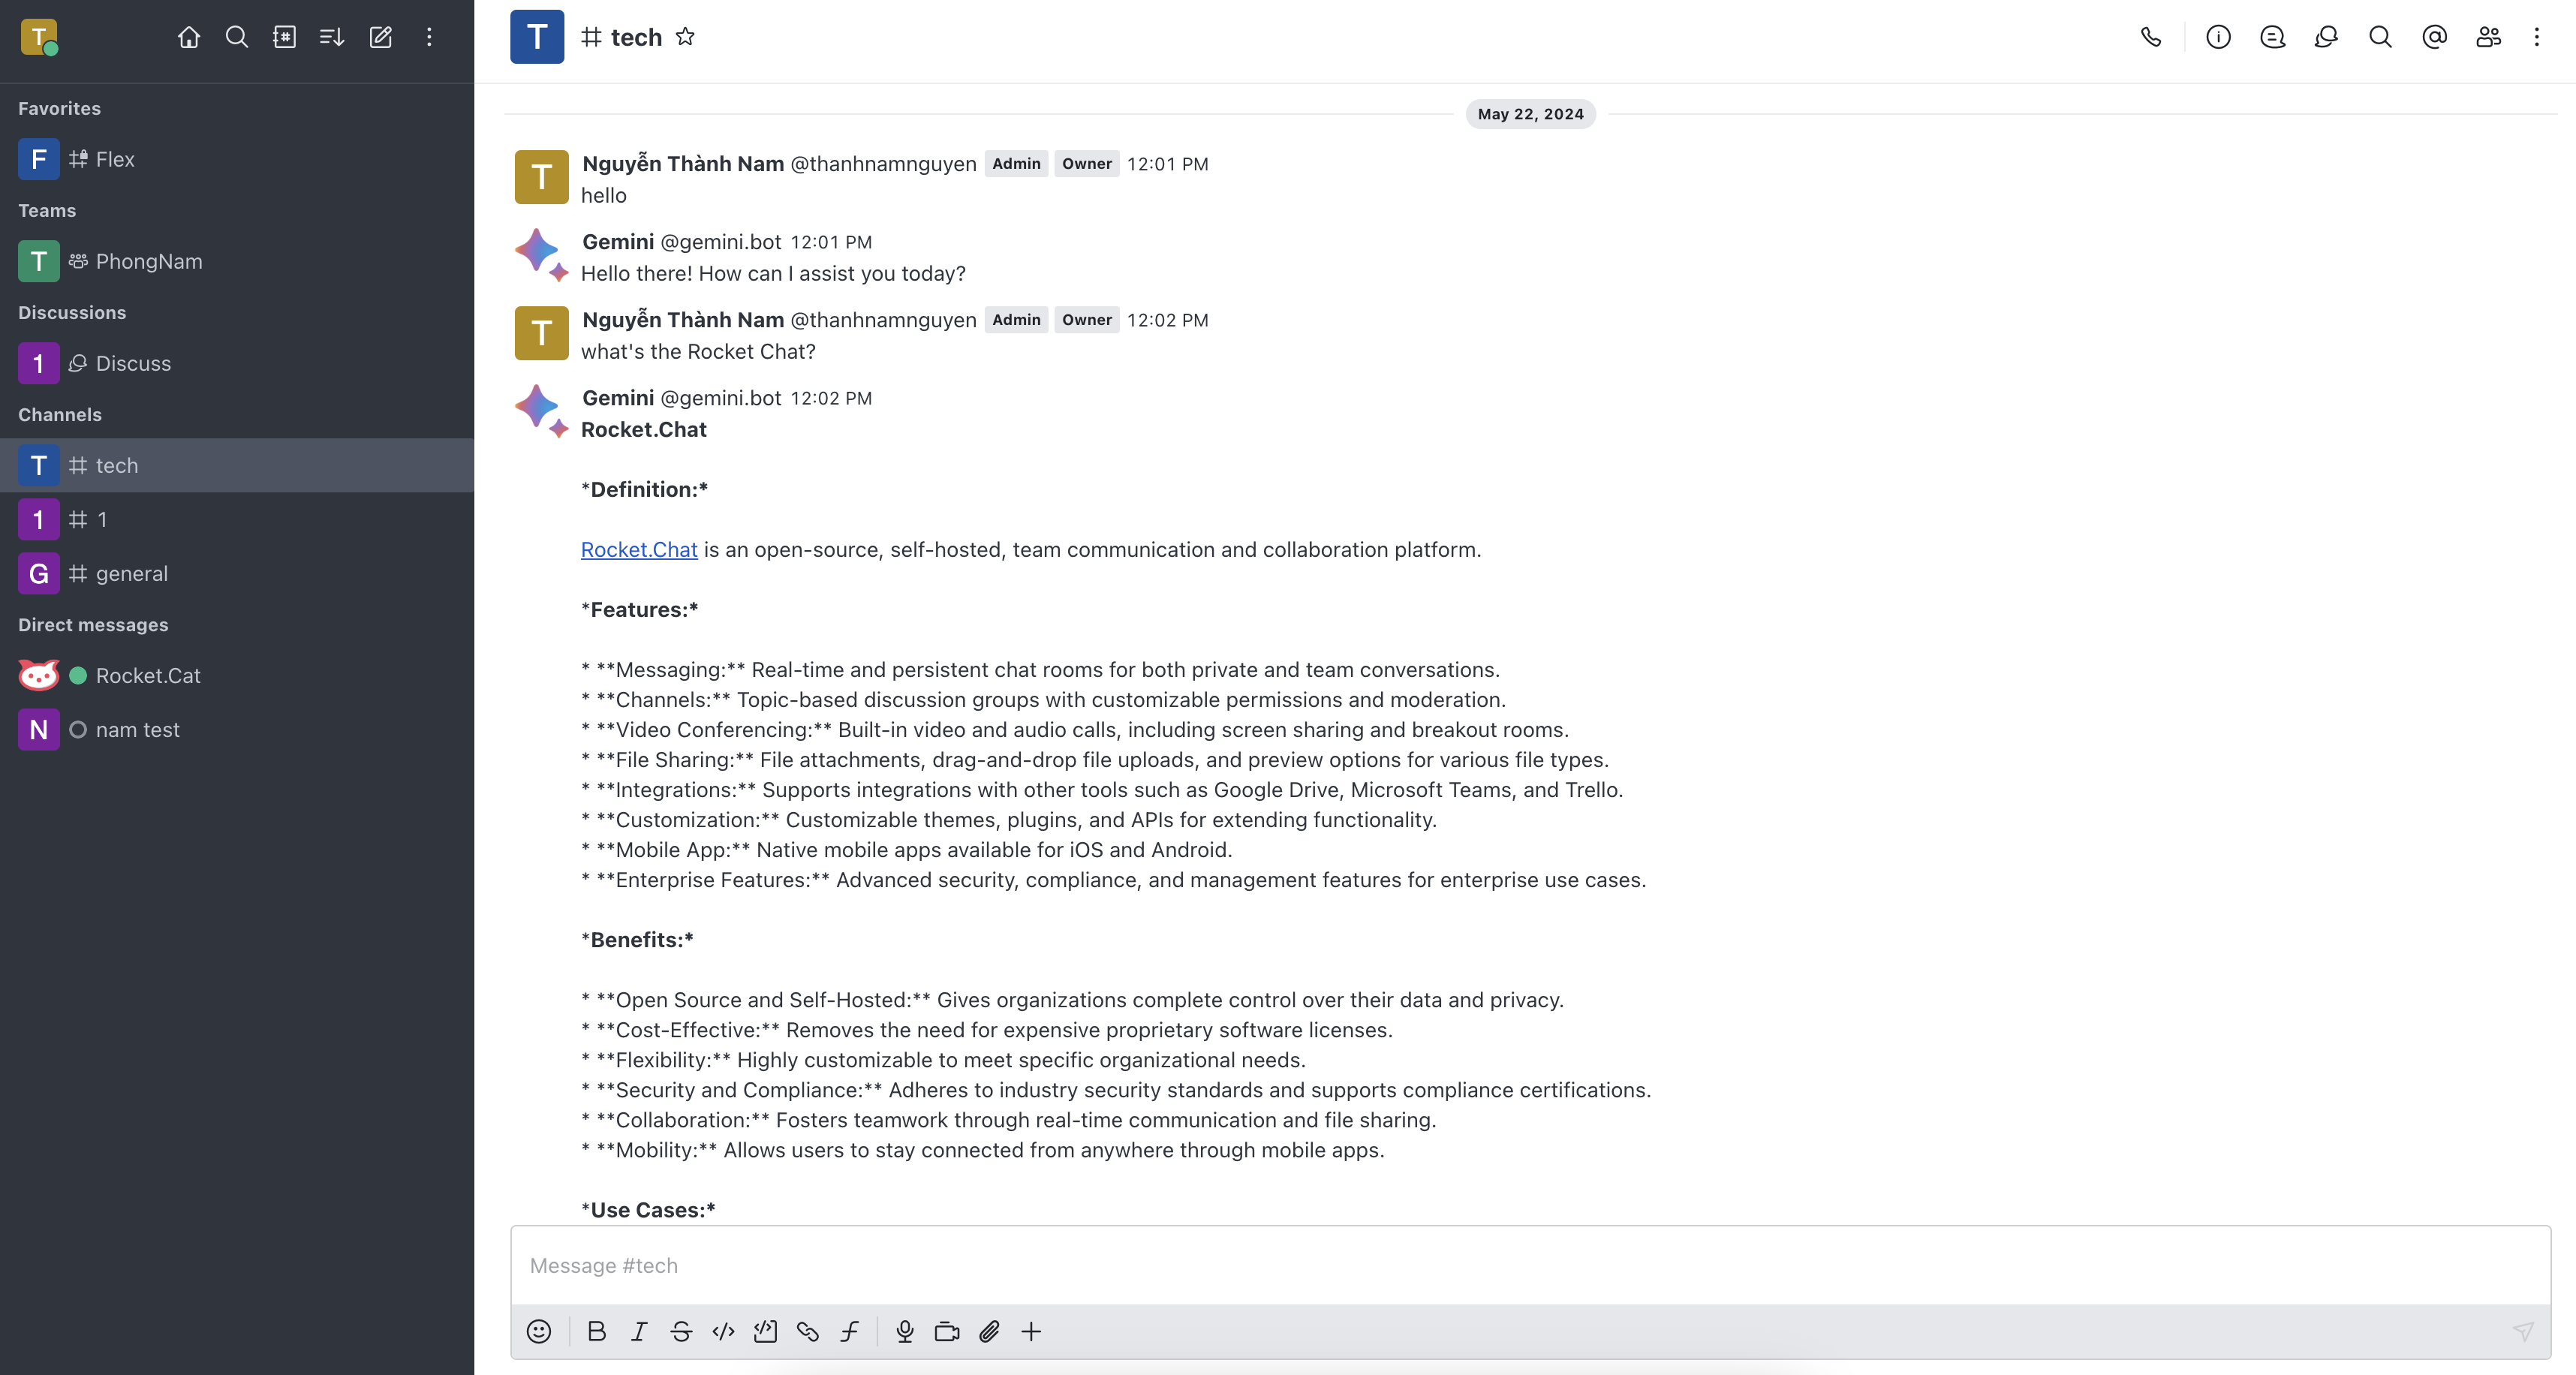 T
Favorites
F Flex
Teams
T PhongNam
Discussions
1 Discuss
Channels
T # tech
1 # 1
G # general
Direct messages
Rocket.Cat
N nam test
T # tech
May 22, 2024
T Nguyễn Thành Nam @thanhnamnguyen Admin Owner 12:01 PM
hello
Gemini @gemini.bot 12:01 PM
Hello there! How can I assist you today?
T Nguyễn Thành Nam @thanhnamnguyen Admin Owner 12:02 PM
what's the Rocket Chat?
Gemini @gemini.bot 12:02 PM
Rocket.Chat
*Definition:*
Rocket.Chat is an open-source, self-hosted, team communication and collaboration platform.
*Features:*
* **Messaging:** Real-time and persistent chat rooms for both private and team conversations.
* **Channels:** Topic-based discussion groups with customizable permissions and moderation.
* **Video Conferencing:** Built-in video and audio calls, including screen sharing and breakout rooms.
* **File Sharing:** File attachments, drag-and-drop file uploads, and preview options for various file types.
* **Integrations:** Supports integrations with other tools such as Google Drive, Microsoft Teams, and Trello.
* **Customization:** Customizable themes, plugins, and APIs for extending functionality.
* **Mobile App:** Native mobile apps available for iOS and Android.
* **Enterprise Features:** Advanced security, compliance, and management features for enterprise use cases.
*Benefits:*
* **Open Source and Self-Hosted:** Gives organizations complete control over their data and privacy.
* **Cost-Effective:** Removes the need for expensive proprietary software licenses.
* **Flexibility:** Highly customizable to meet specific organizational needs.
* **Security and Compliance:** Adheres to industry security standards and supports compliance certifications.
* **Collaboration:** Fosters teamwork through real-time communication and file sharing.
* **Mobility:** Allows users to stay connected from anywhere through mobile apps.
*Use Cases:*
Message #tech